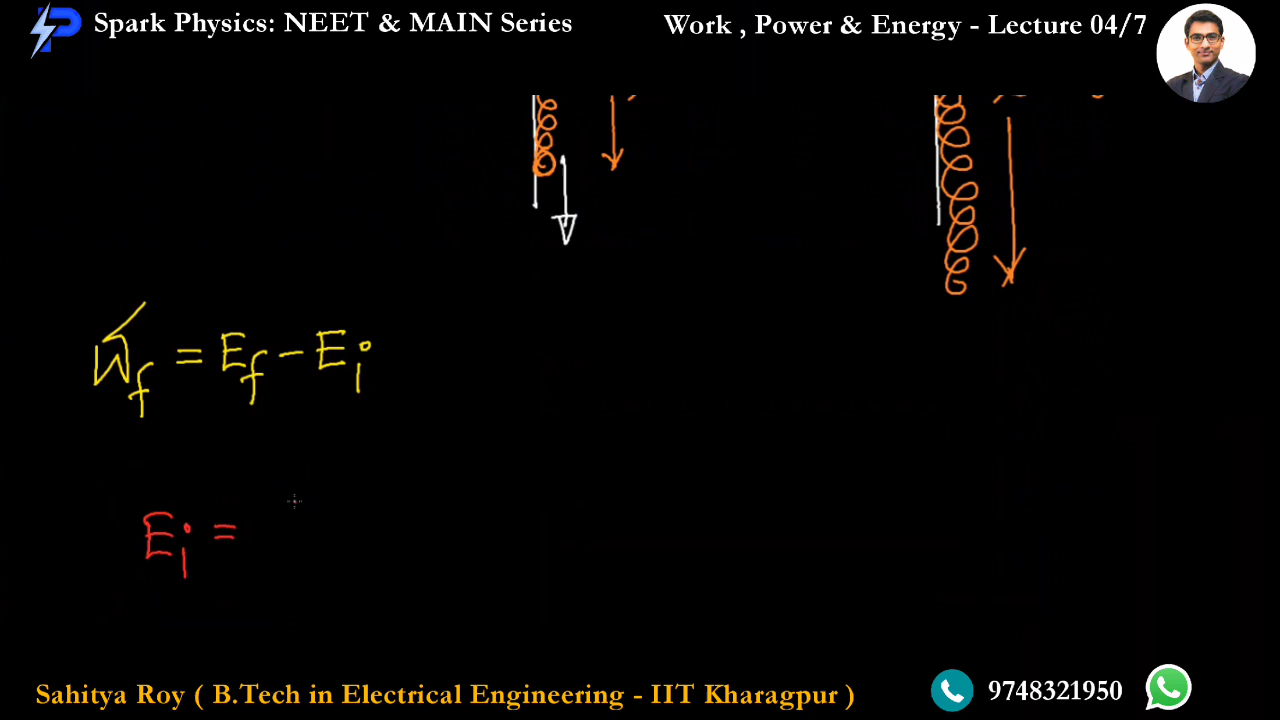 Spark Physics: NEET & MAIN Series
Work , Power & Energy - Lecture 04/7
W_f = E_f - E_i
E_i =
Sahitya Roy ( B.Tech in Electrical Engineering - IIT Kharagpur )
9748321950